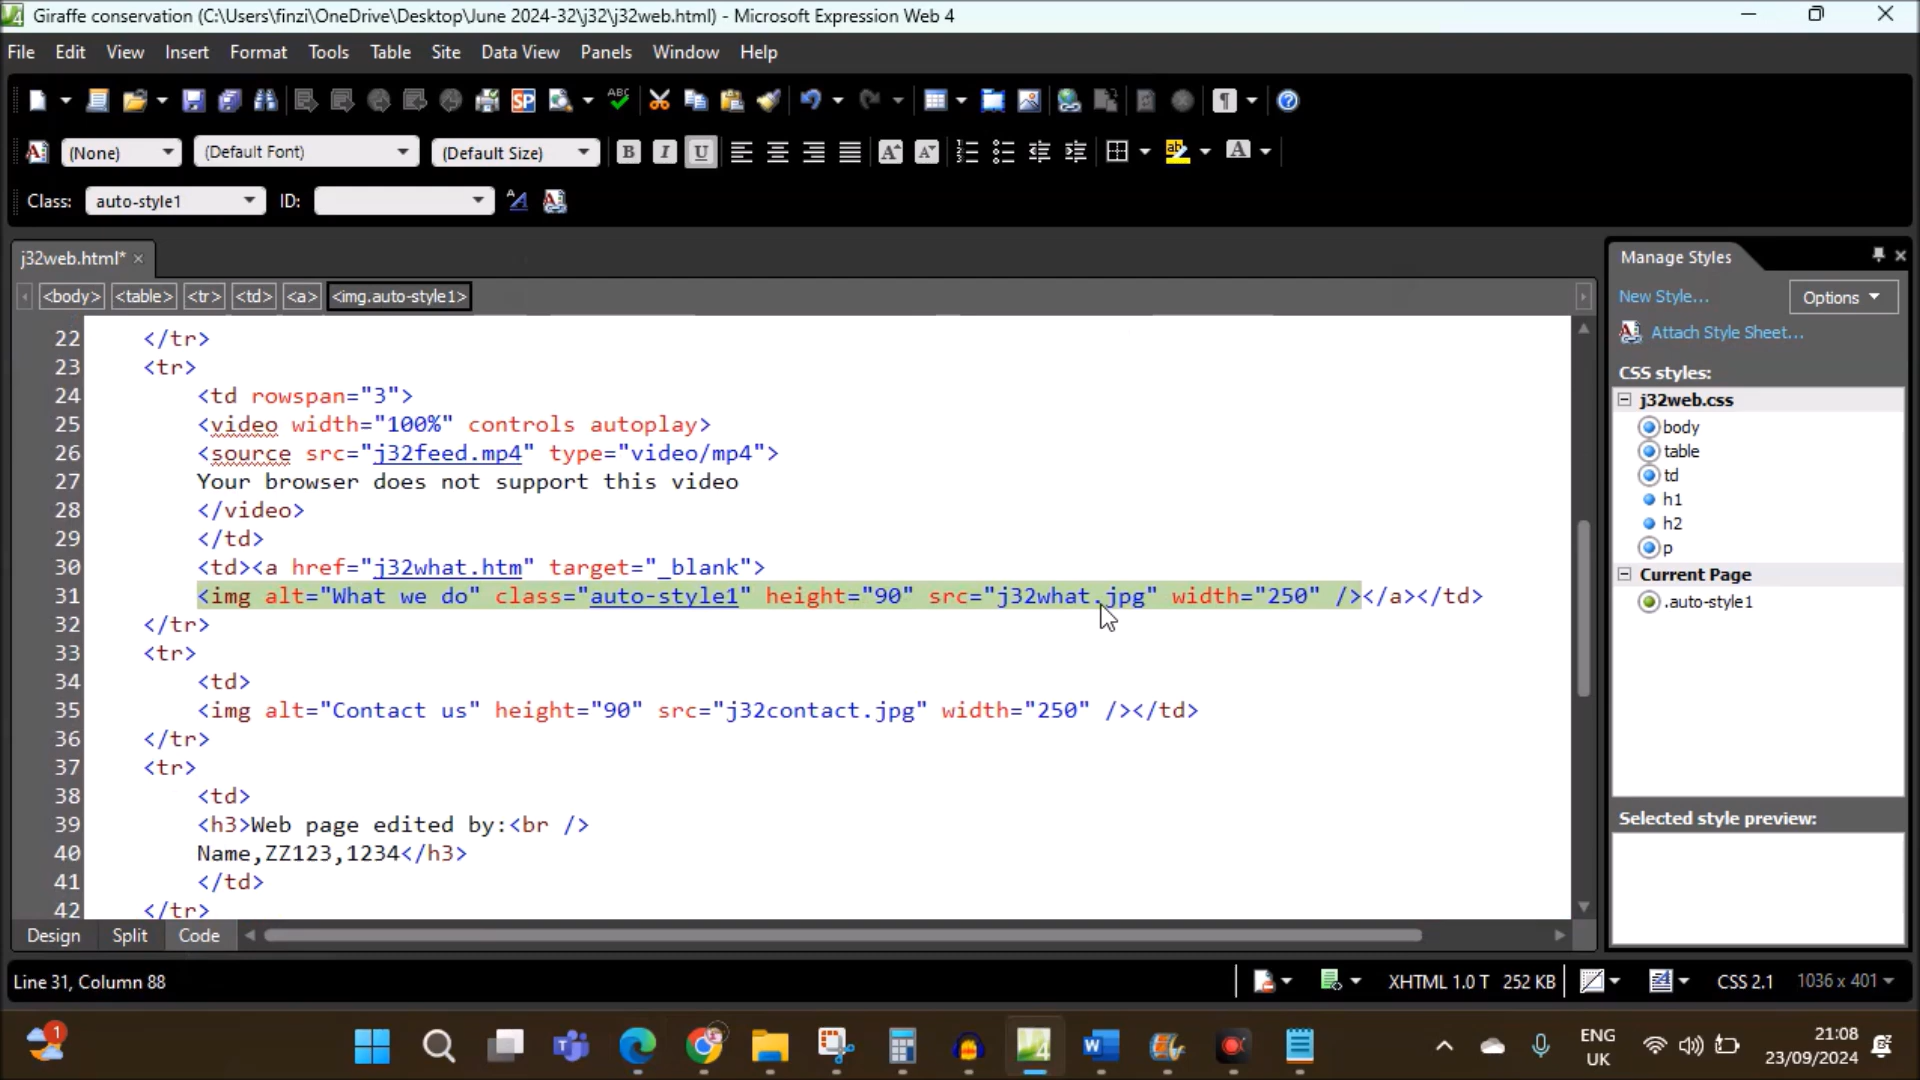 Giraffe conservation (C:\Users\finzi\OneDrive\Desktop\June 2024-32\j32\j32web.html) - Microsoft Expression Web 4
File Edit View Insert Format Tools Table Site Data View Panels Window Help
(None) (Default Font) (Default Size) B I U
Class: auto-style1 ID:
j32web.html*
<body> <table> <tr> <td> <a> <img.auto-style1>
22 </tr>
23 <tr>
24 <td rowspan="3">
25 <video width="100%" controls autoplay>
26 <source src="j32feed.mp4" type="video/mp4">
27 Your browser does not support this video
28 </video>
29 </td>
30 <td><a href="j32what.htm" target="_blank">
31 <img alt="What we do" class="auto-style1" height="90" src="j32what.jpg" width="250" /></a></td>
32 </tr>
33 <tr>
34 <td>
35 <img alt="Contact us" height="90" src="j32contact.jpg" width="250" /></td>
36 </tr>
37 <tr>
38 <td>
39 <h3>Web page edited by:<br />
40 Name,ZZ123,1234</h3>
41 </td>
42 </tr>
Design Split Code
Manage Styles
New Style... Options
Attach Style Sheet...
CSS styles:
j32web.css
body
table
td
h1
h2
p
Current Page
.auto-style1
Selected style preview:
Line 31, Column 88 XHTML 1.0 T 252 KB CSS 2.1 1036 x 401
1 ENG 21:08
UK 23/09/2024